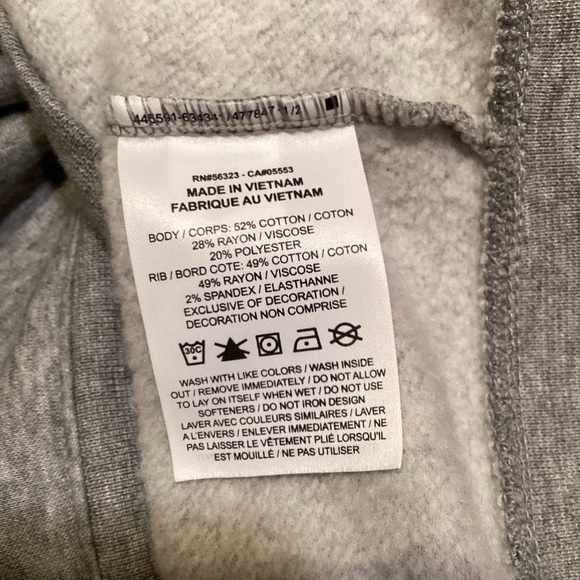 RN#56323 - CA#05553
MADE IN VIETNAM
FABRIQUE AU VIETNAM
BODY / CORPS: 52% COTTON / COTON
28% RAYON / VISCOSE
20% POLYESTER
RIB / BORD COTE: 49% COTTON / COTON
49% RAYON / VISCOSE
2% SPANDEX / ELASTHANNE
EXCLUSIVE OF DECORATION /
DECORATION NON COMPRISE
30C
WASH WITH LIKE COLORS / WASH INSIDE
OUT / REMOVE IMMEDIATELY / DO NOT ALLOW
TO LAY ON ITSELF WHEN WET / DO NOT USE
SOFTENERS / DO NOT IRON DESIGN
LAVER AVEC COULEURS SIMILAIRES / LAVER
A L'ENVERS / ENLEVER IMMÉDIATEMENT / NE
PAS LAISSER LE VÊTEMENT PLIÉ LORSQU'IL
EST MOUILLÉ / NE PAS UTILISER